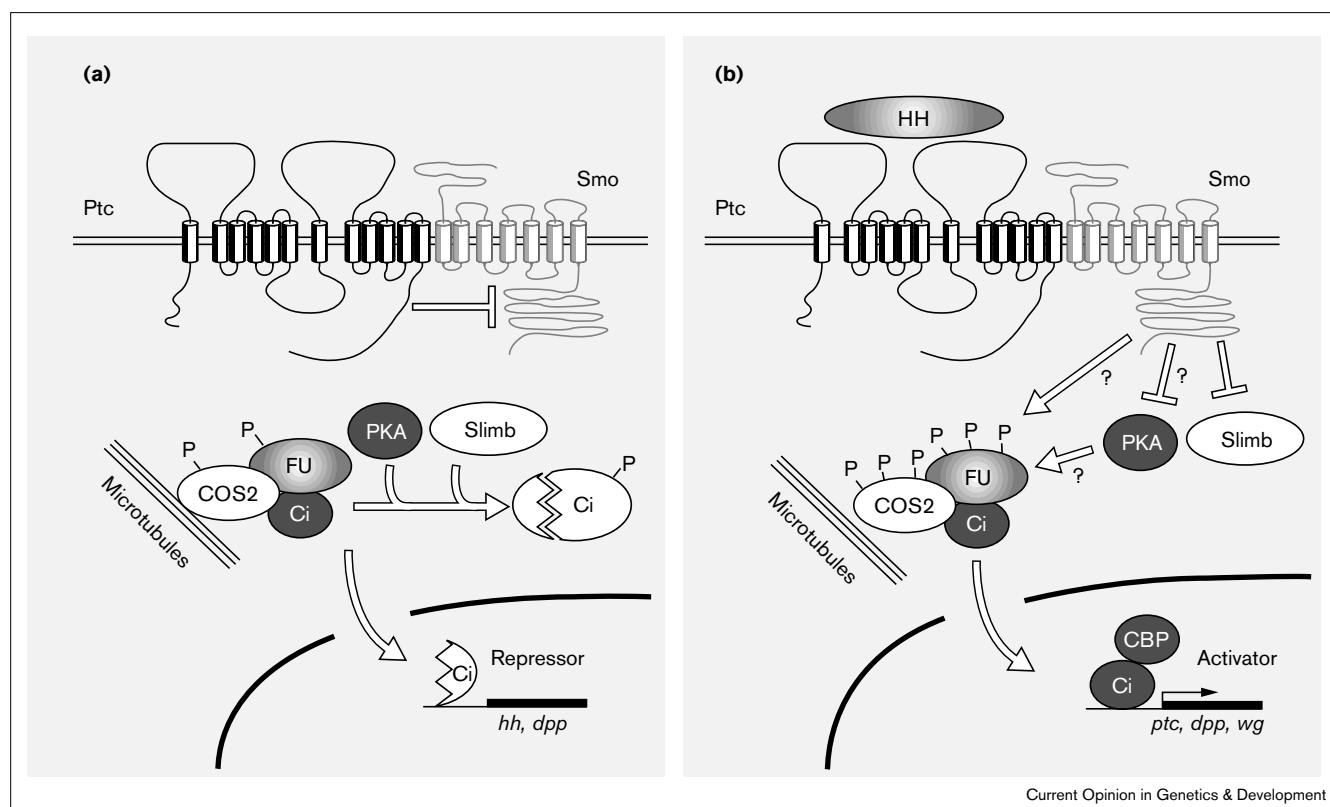 (a)
Ptc
Smo
P
P
PKA
Slimb
FU
COS2
Ci
P
Ci
Microtubules
Ci
Repressor
hh, dpp
(b)
HH
Ptc
Smo
?
?
P
P
P
P
P
P
FU
COS2
Ci
?
PKA
Slimb
Microtubules
CBP
Ci
Activator
ptc, dpp, wg
Current Opinion in Genetics & Development